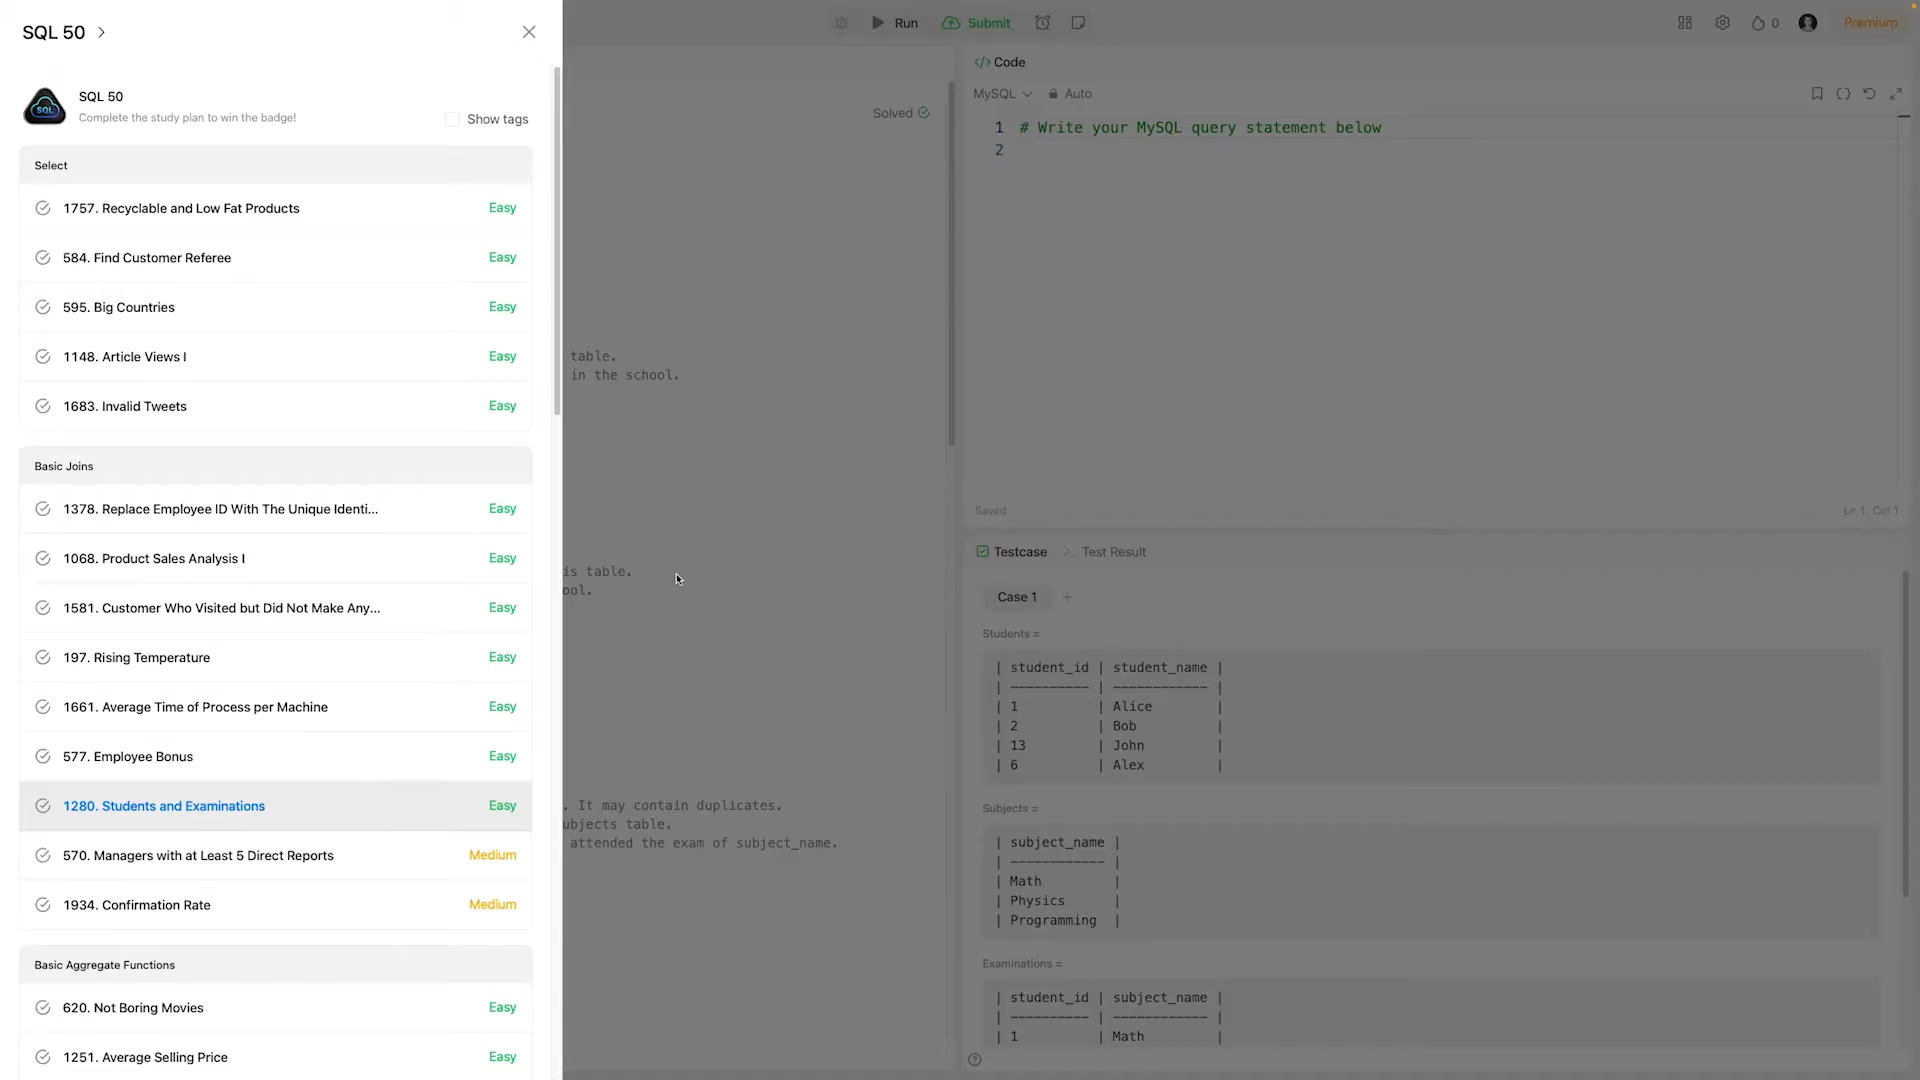 SQL 50
SQL
SQL 50
Complete the study plan to win the badge!
Show tags
Select
1757. Recyclable and Low Fat Products Easy
584. Find Customer Referee Easy
595. Big Countries Easy
1148. Article Views I Easy
1683. Invalid Tweets Easy
Basic Joins
1378. Replace Employee ID With The Unique Identi... Easy
1068. Product Sales Analysis I Easy
1581. Customer Who Visited but Did Not Make Any... Easy
197. Rising Temperature Easy
1661. Average Time of Process per Machine Easy
577. Employee Bonus Easy
1280. Students and Examinations Easy
570. Managers with at Least 5 Direct Reports Medium
1934. Confirmation Rate Medium
Basic Aggregate Functions
620. Not Boring Movies Easy
1251. Average Selling Price Easy
Run Submit 0 Premium
Solved
table.
in the school.
is table.
ool.
. It may contain duplicates.
ubjects table.
attended the exam of subject_name.
</> Code
MySQL Auto
1 # Write your MySQL query statement below
2
Saved Ln 1, Col 1
Testcase >_ Test Result
Case 1 +
Students =
| student_id | student_name |
| ---------- | ------------ |
| 1 | Alice |
| 2 | Bob |
| 13 | John |
| 6 | Alex |
Subjects =
| subject_name |
| ------------ |
| Math |
| Physics |
| Programming |
Examinations =
| student_id | subject_name |
| ---------- | ------------ |
| 1 | Math |